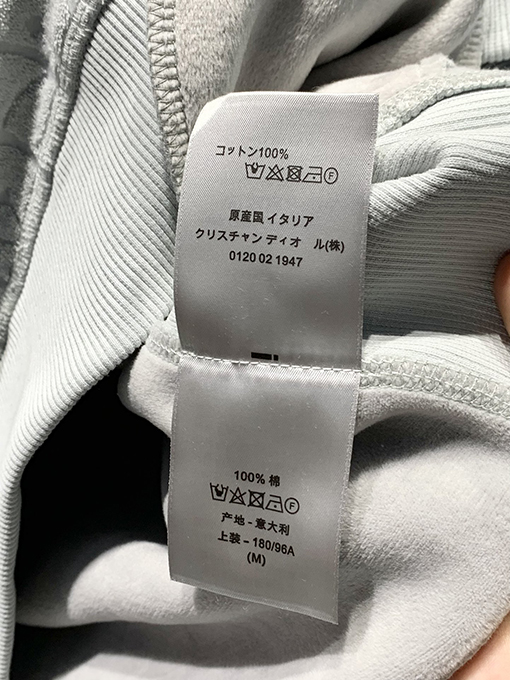 コットン100%
F
原産国 イタリア
クリスチャン ディオ ル(株)
0120 02 1947
100% 棉
F
产地 - 意大利
上装 - 180/96A
(M)